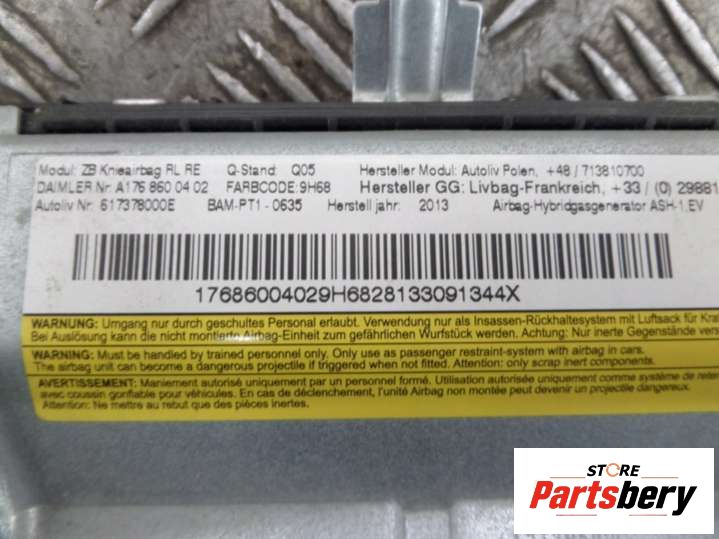 Modul: ZB Knieairbag RL RE Q-Stand: Q05 Hersteller Modul: Autoliv Polen, +48 / 713810700
DAIMLER Nr A176 860 04 02 FARBCODE: 9H68 Hersteller GG: Livbag-Frankreich, +33 / (0) 29881
Autoliv Nr: 617378000E BAM-PT1 - 0635 Herstelljahr: 2013 Airbag-Hybridgasgenerator ASH-1.EV
17686004029H6828133091344X
WARNUNG: Umgang nur durch geschultes Personal erlaubt. Verwendung nur als Insassen-Rückhaltesystem mit Luftsack für
Bei Auslösung kann die nicht montierte Airbag-Einheit zum gefährlichen Wurfstück werden. Achtung: Nur inerte Gegenstände
WARNING: Must be handled by trained personnel only. Only use as passenger restraint-system with airbag in cars.
The airbag unit can become a dangerous projectile if triggered when not fitted. Attention: only scrap inert components.
AVERTISSEMENT: Maniement autorisé uniquement par un personnel formé. Utilisation autorisée uniquement comme système de
avec coussin gonflable pour véhicules. En cas de déclenchement, l'unité Airbag non montée peut devenir un projectile dangereux.
Attention: Ne mettre au rebut que des pièces inertes.
STORE
Partsbery